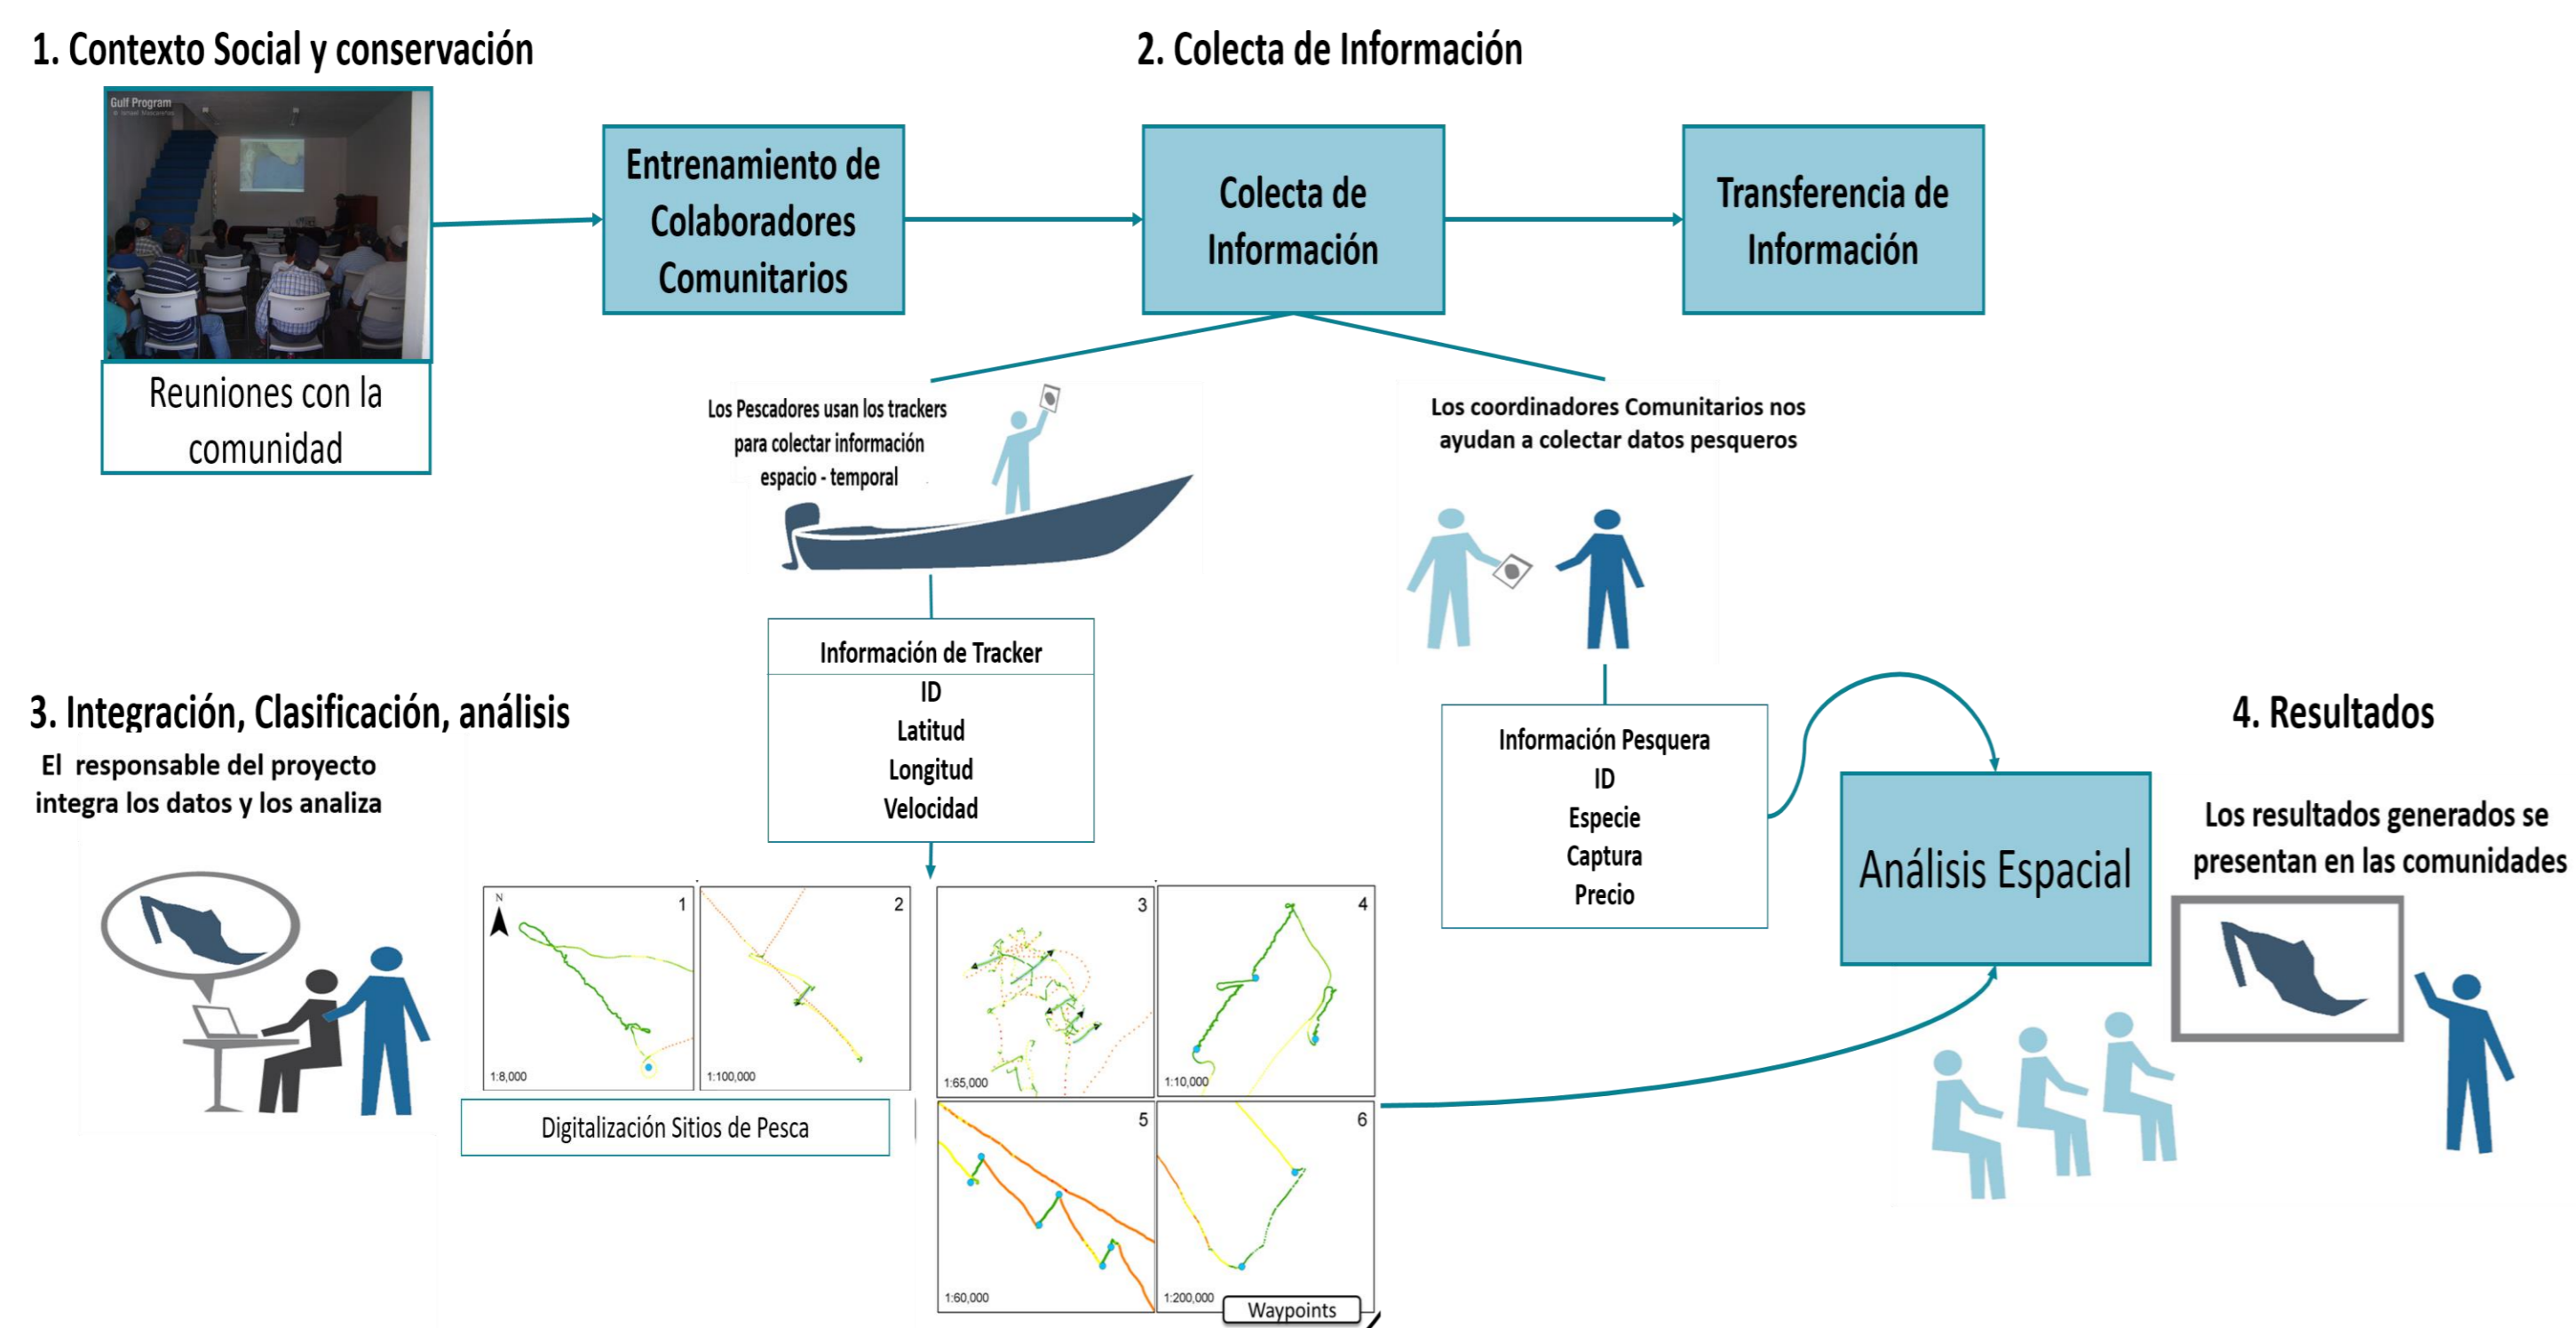 1. Contexto Social y conservación
Gulf Program
Reuniones con la
comunidad
2. Colecta de Información
Entrenamiento de
Colaboradores
Comunitarios
Colecta de
Información
Transferencia de
Información
Los Pescadores usan los trackers
para colectar información
espacio - temporal
Los coordinadores Comunitarios nos
ayudan a colectar datos pesqueros
Información de Tracker
ID
Latitud
Longitud
Velocidad
Información Pesquera
ID
Especie
Captura
Precio
3. Integración, Clasificación, análisis
El responsable del proyecto
integra los datos y los analiza
N
1
1:8,000
2
1:100,000
3
1:65,000
4
1:10,000
5
1:60,000
6
1:200,000
Waypoints
Digitalización Sitios de Pesca
Análisis Espacial
4. Resultados
Los resultados generados se
presentan en las comunidades